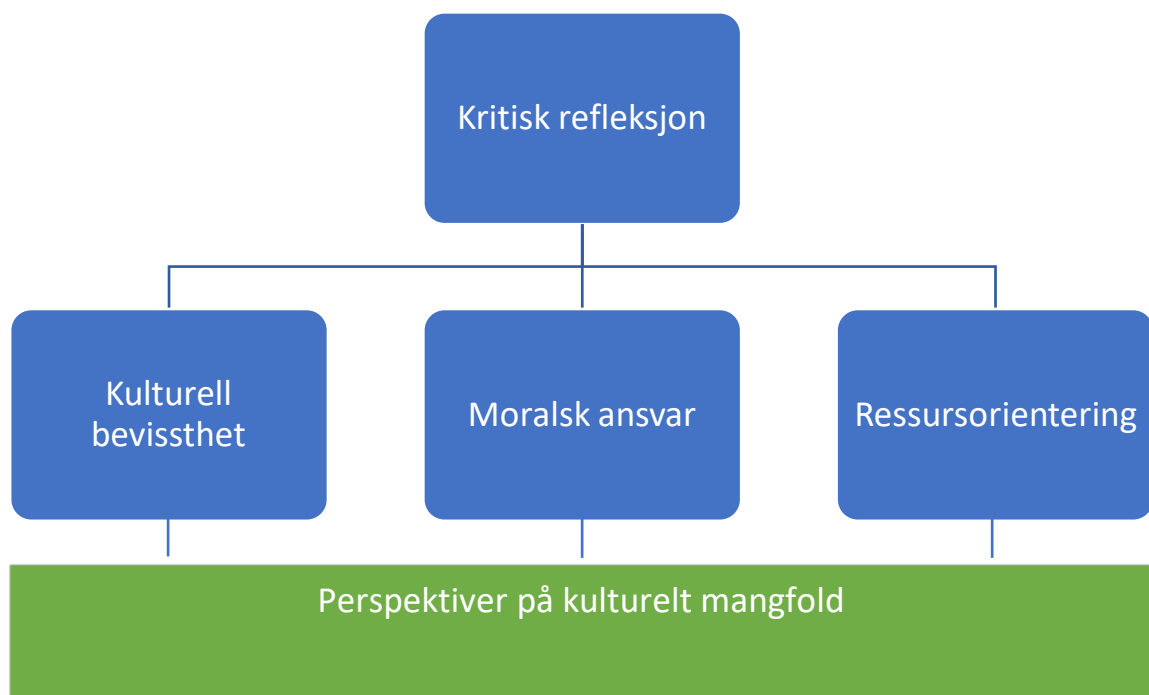 Kritisk refleksjon
Kulturell
bevissthet
Moralsk ansvar
Ressursorientering
Perspektiver på kulturelt mangfold